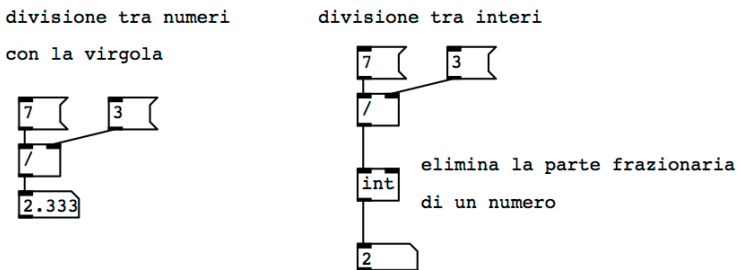 divisione tra numeri
con la virgola
7
3
/
2.333
divisione tra interi
7
3
/
int
elimina la parte frazionaria
di un numero
2